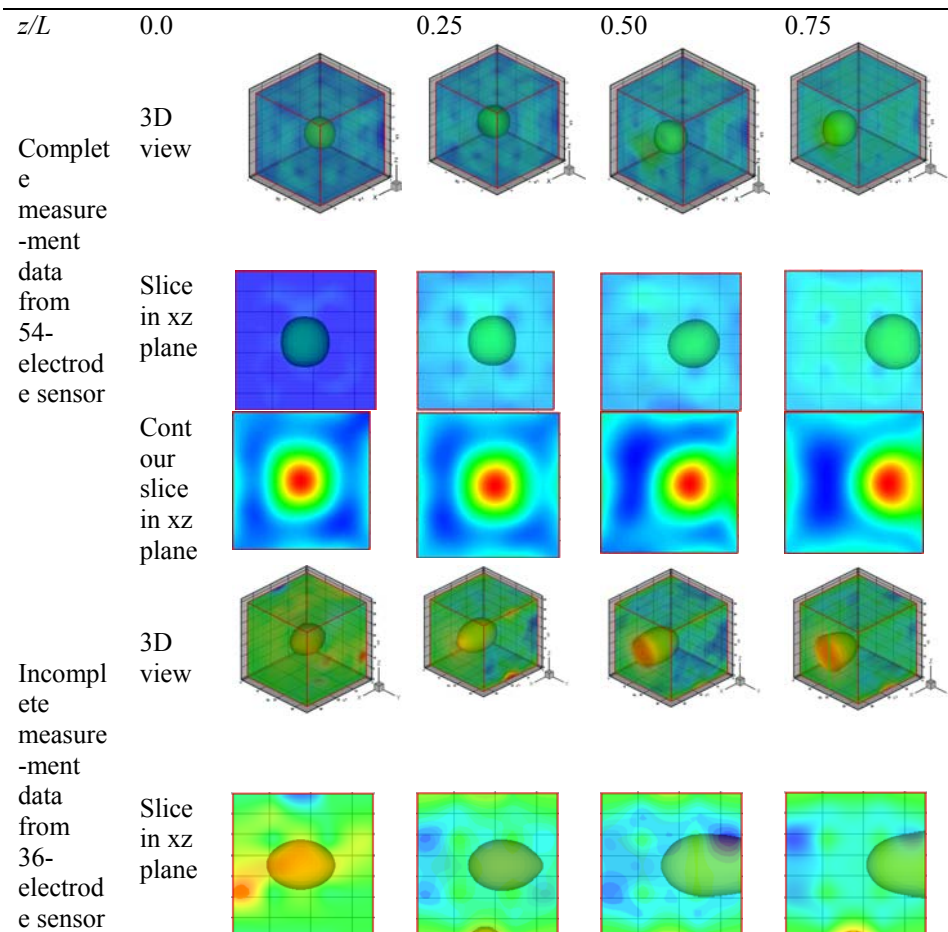 z/L 0.0 0.25 0.50 0.75
Complet
e
measure
-ment
data
from
54-
electrod
e sensor
3D
view
Slice
in xz
plane
Cont
our
slice
in xz
plane
Incompl
ete
measure
-ment
data
from
36-
electrod
e sensor
3D
view
Slice
in xz
plane